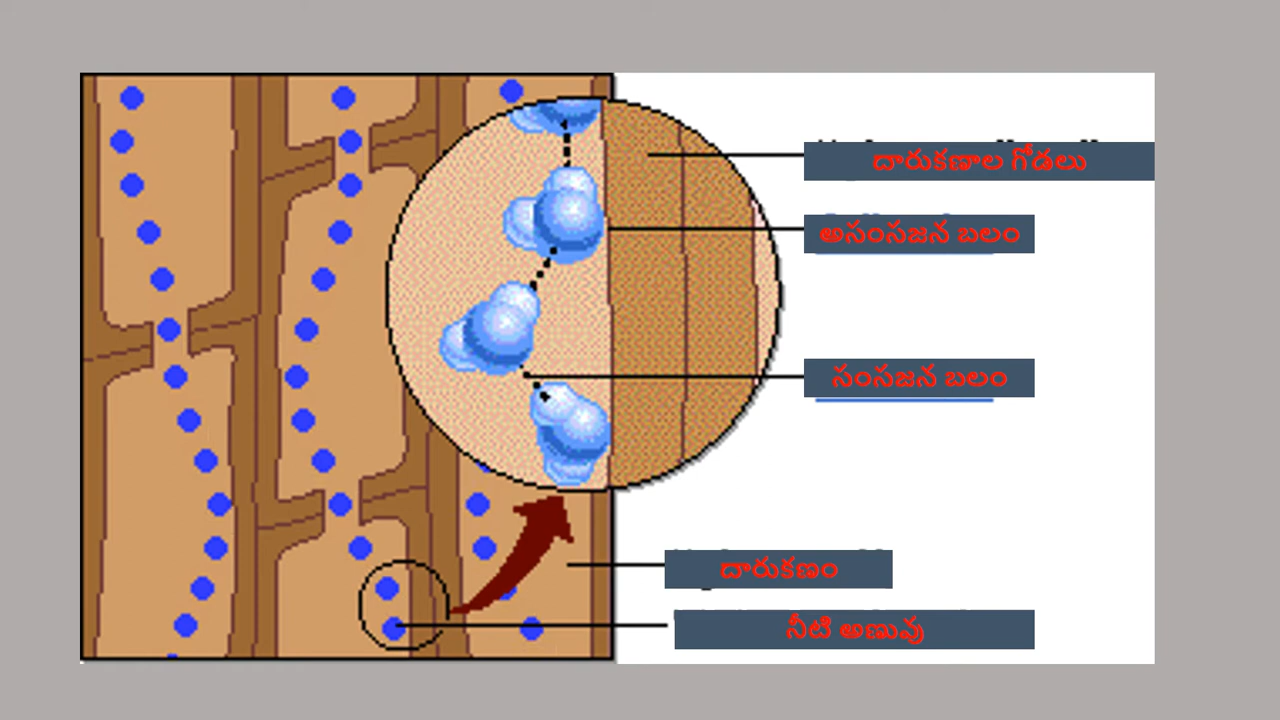 దారుకణాల గోడలు
అసంసజన బలం
సంసజన బలం
దారుకణం
నీటి అణువు